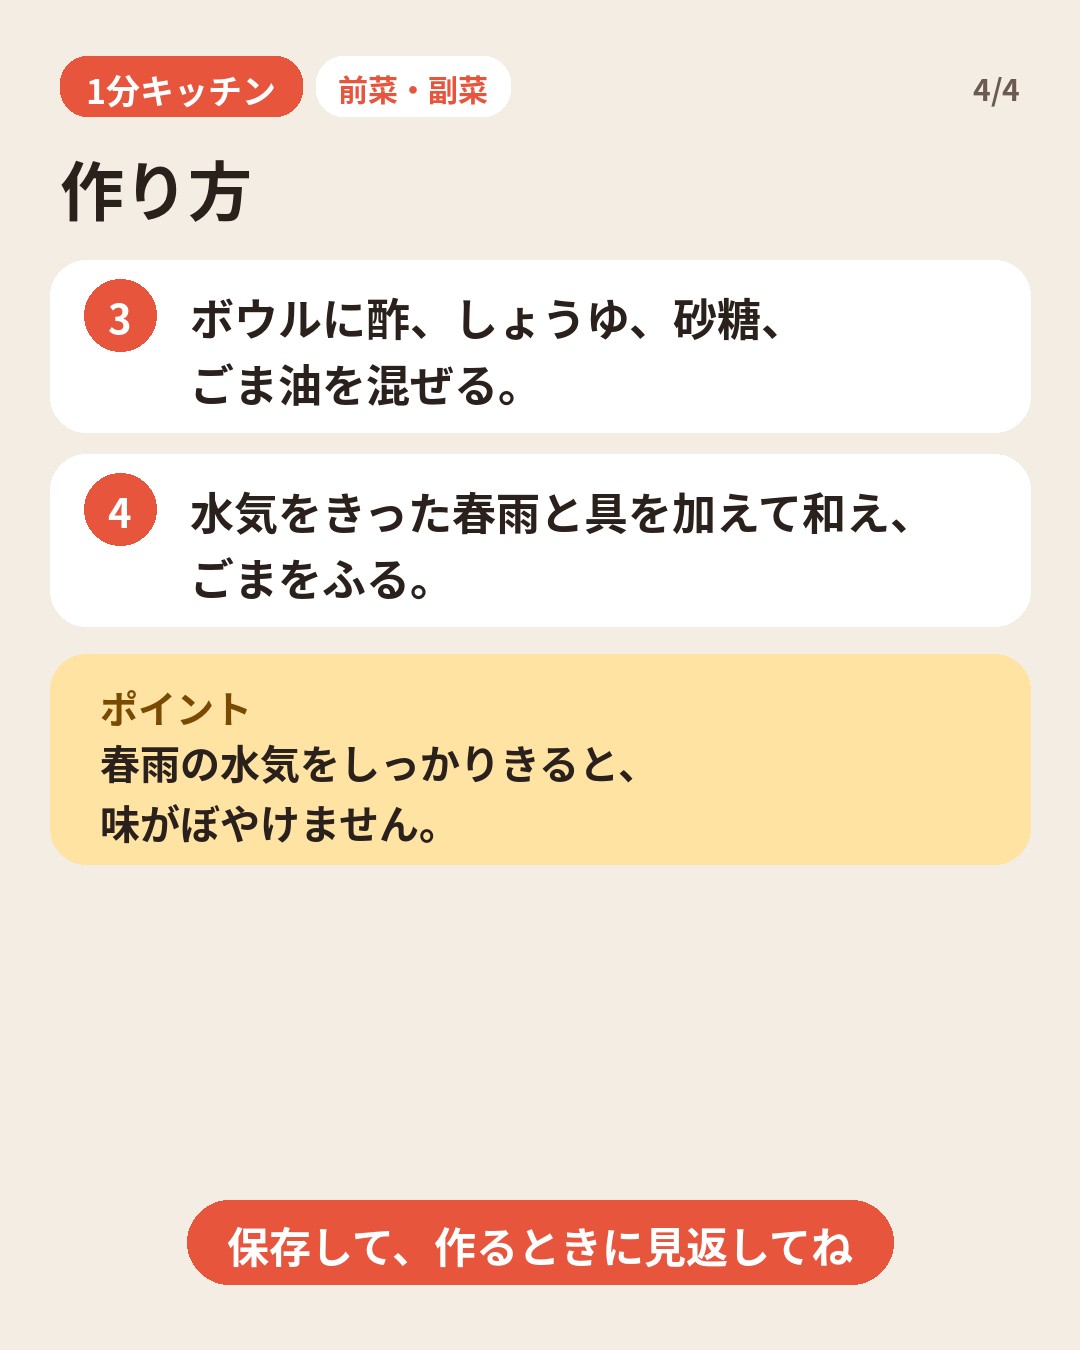 1分キッチン
前菜・副菜
4/4
作り方
3
ボウルに酢、しょうゆ、砂糖、
ごま油を混ぜる。
4
水気をきった春雨と具を加えて和え、
ごまをふる。
ポイント
春雨の水気をしっかりきると、
味がぼやけません。
保存して、作るときに見返してね